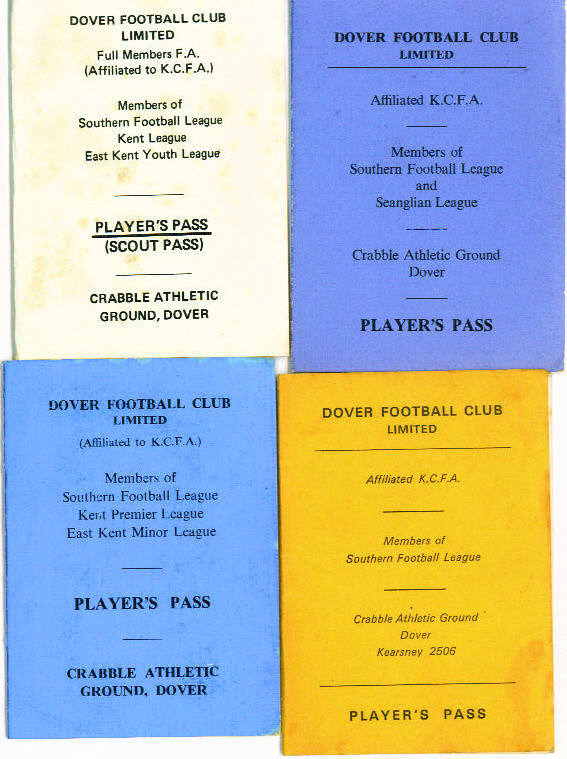 DOVER FOOTBALL CLUB
LIMITED
Full Members F.A.
(Affiliated to K.C.F.A.)
Members of
Southern Football League
Kent League
East Kent Youth League
PLAYER'S PASS
(SCOUT PASS)
CRABBLE ATHLETIC
GROUND, DOVER
DOVER FOOTBALL CLUB
LIMITED
Affiliated K.C.F.A.
Members of
Southern Football League
and
Seanglian League
Crabble Athletic Ground
Dover
PLAYER'S PASS
DOVER FOOTBALL CLUB
LIMITED
(Affiliated to K.C.F.A.)
Members of
Southern Football League
Kent Premier League
East Kent Minor League
PLAYER'S PASS
CRABBLE ATHLETIC
GROUND, DOVER
DOVER FOOTBALL CLUB
LIMITED
Affiliated K.C.F.A.
Members of
Southern Football League
Crabble Athletic Ground
Dover
Kearsney 2506
PLAYER'S PASS